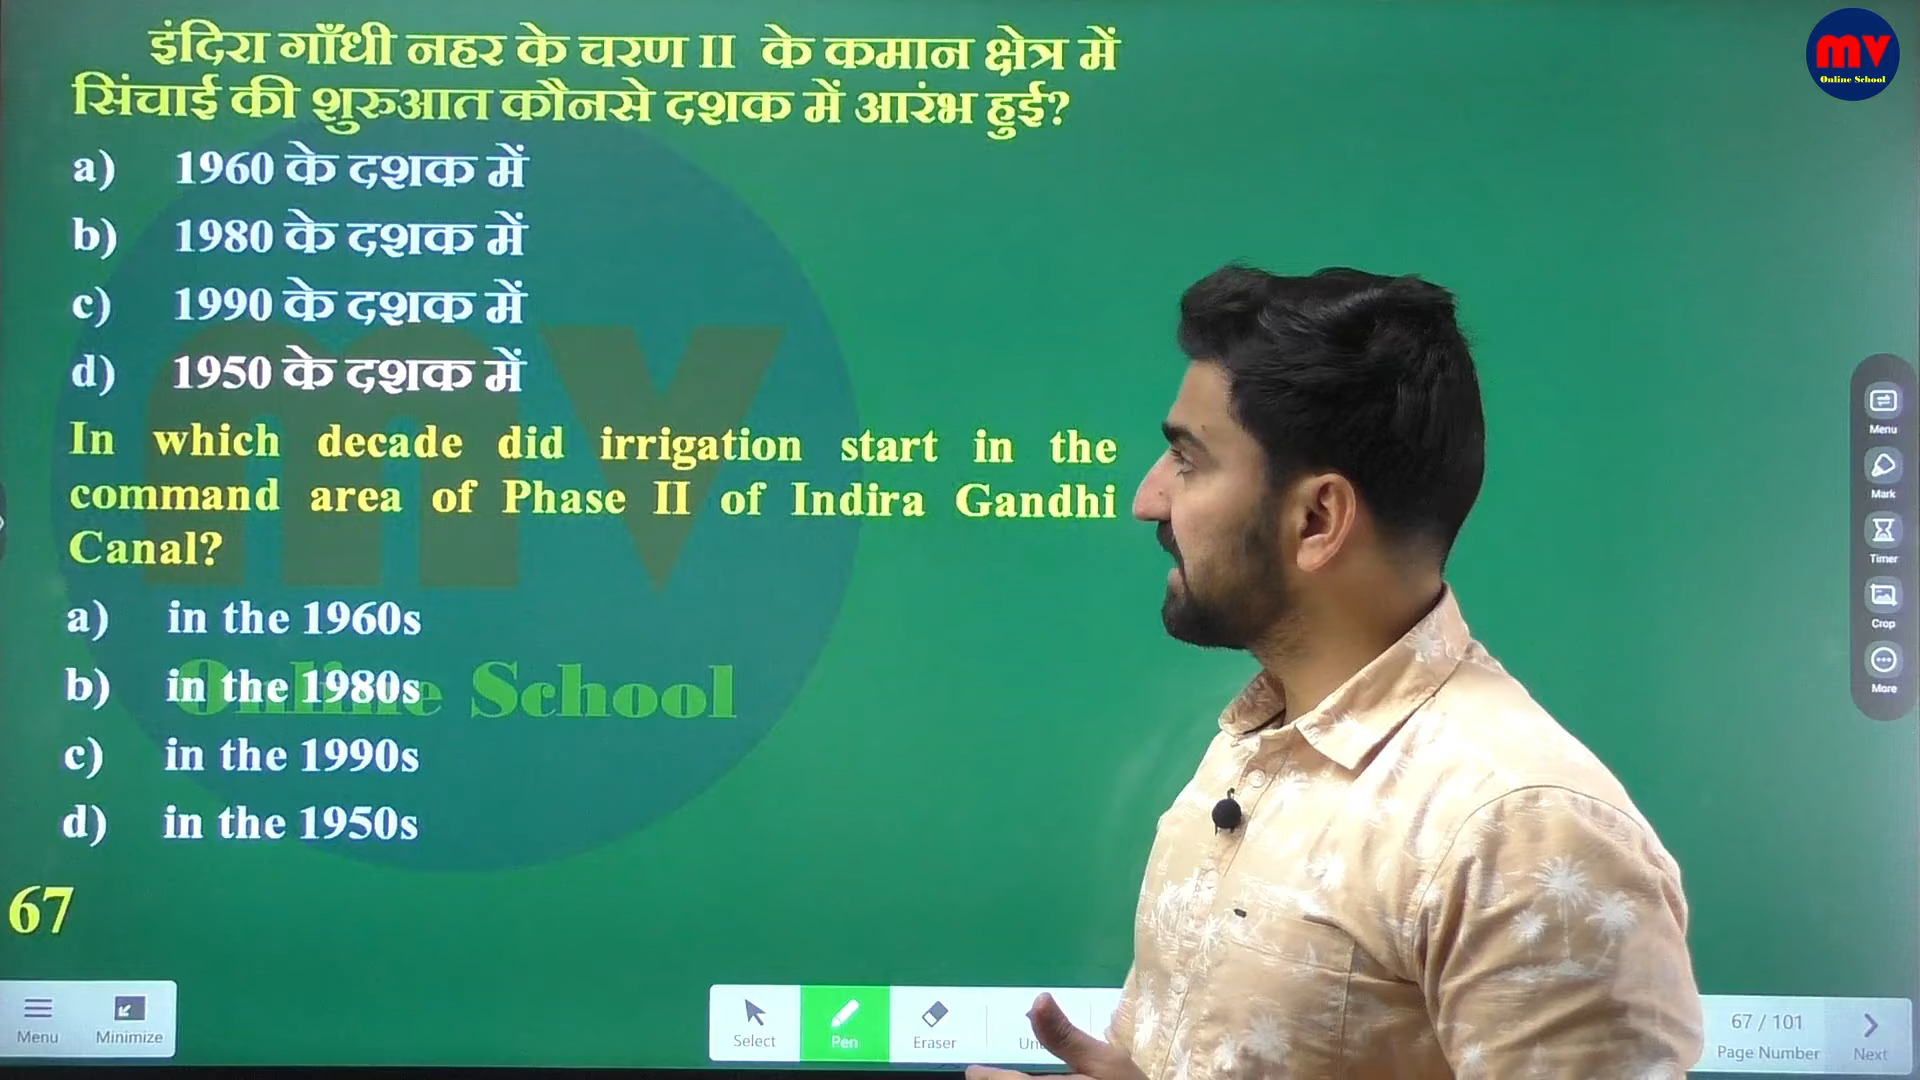 mv
Online School
इंदिरा गाँधी नहर के चरण II के कमान क्षेत्र में
सिंचाई की शुरुआत कौनसे दशक में आरंभ हुई?
a) 1960 के दशक में
b) 1980 के दशक में
c) 1990 के दशक में
d) 1950 के दशक में
In which decade did irrigation start in the
command area of Phase II of Indira Gandhi
Canal?
a) in the 1960s
b) in the 1980s
c) in the 1990s
d) in the 1950s
mv
Online School
67
Menu
Mark
Timer
Crop
More
Menu Minimize
Select Pen Eraser
67 / 101
Page Number
Next